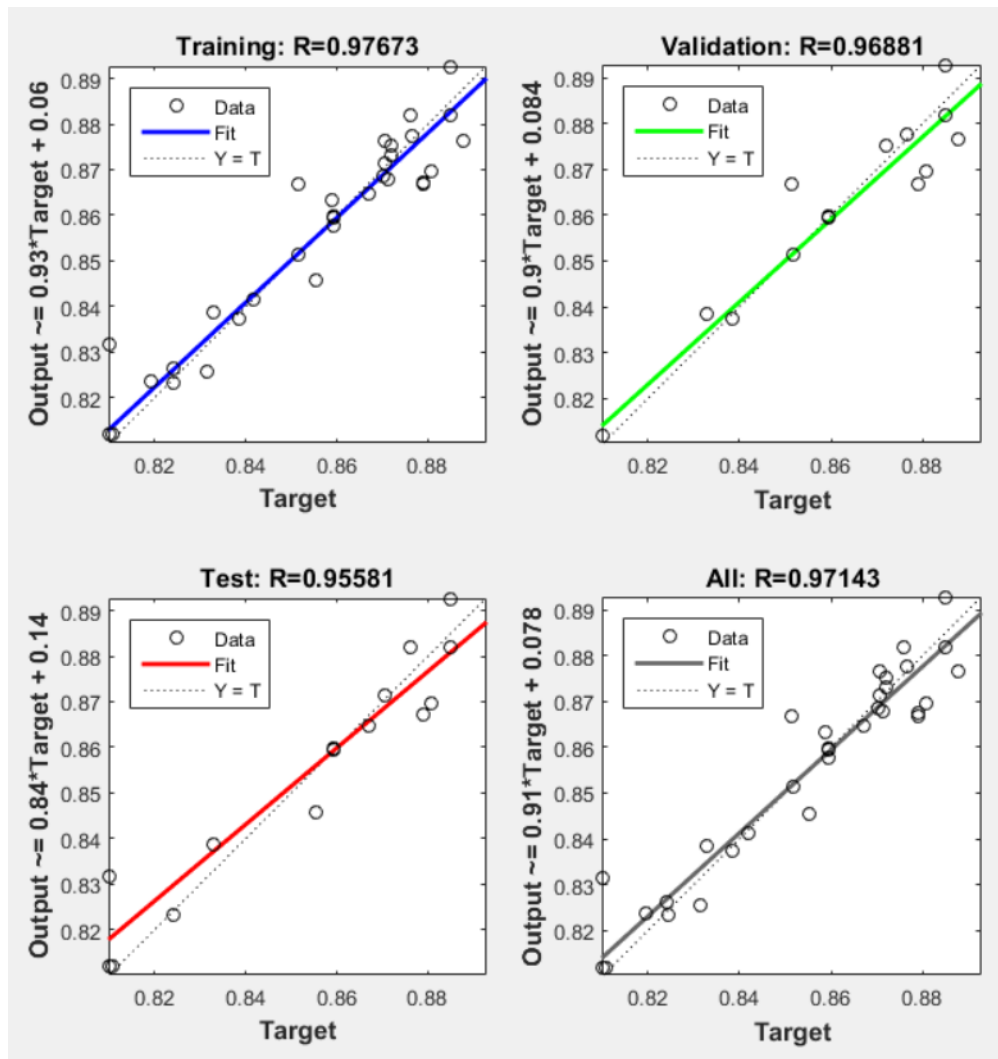 Training: R=0.97673
Output ~= 0.93*Target + 0.06
0.89
0.88
0.87
0.86
0.85
0.84
0.83
0.82
Data
Fit
Y = T
0.82 0.84 0.86 0.88
Target
Validation: R=0.96881
Output ~= 0.9*Target + 0.084
0.89
0.88
0.87
0.86
0.85
0.84
0.83
0.82
Data
Fit
Y = T
0.82 0.84 0.86 0.88
Target
Test: R=0.95581
Output ~= 0.84*Target + 0.14
0.89
0.88
0.87
0.86
0.85
0.84
0.83
0.82
Data
Fit
Y = T
0.82 0.84 0.86 0.88
Target
All: R=0.97143
Output ~= 0.91*Target + 0.078
0.89
0.88
0.87
0.86
0.85
0.84
0.83
0.82
Data
Fit
Y = T
0.82 0.84 0.86 0.88
Target